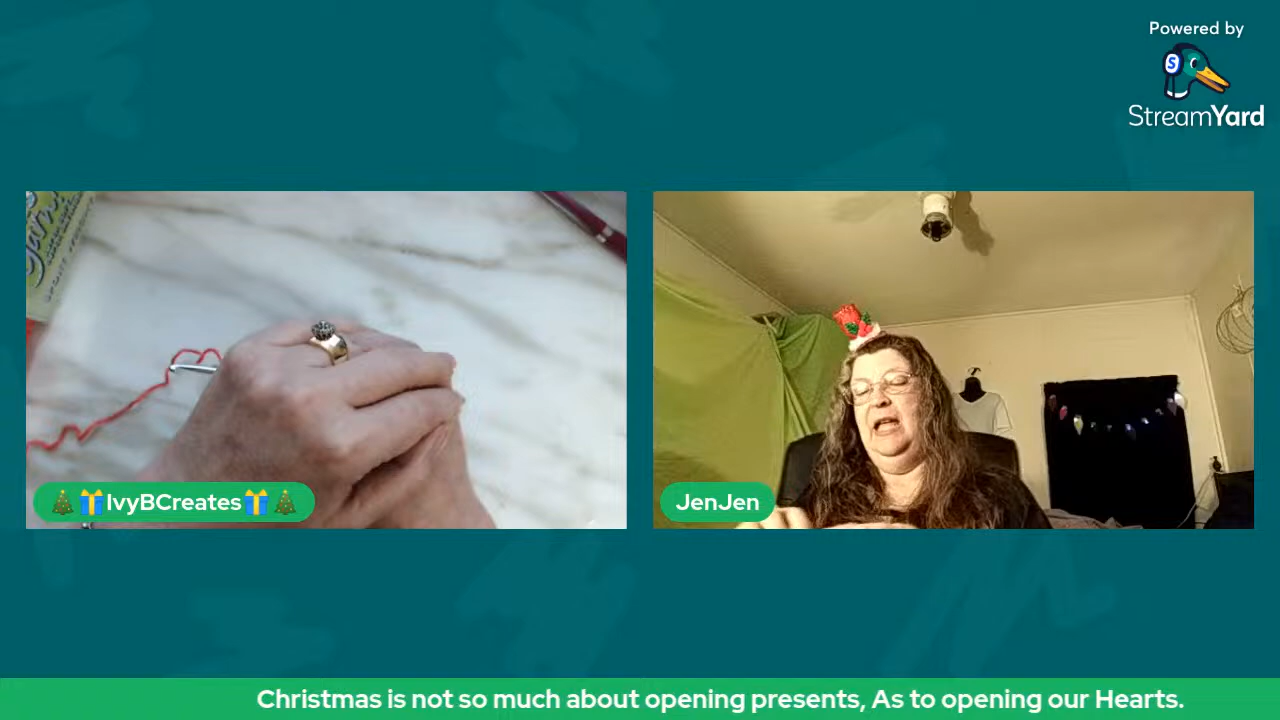 Powered by
S
StreamYard
🎄🎁IvyBCreates🎁🎄
JenJen
Christmas is not so much about opening presents, As to opening our Hearts.